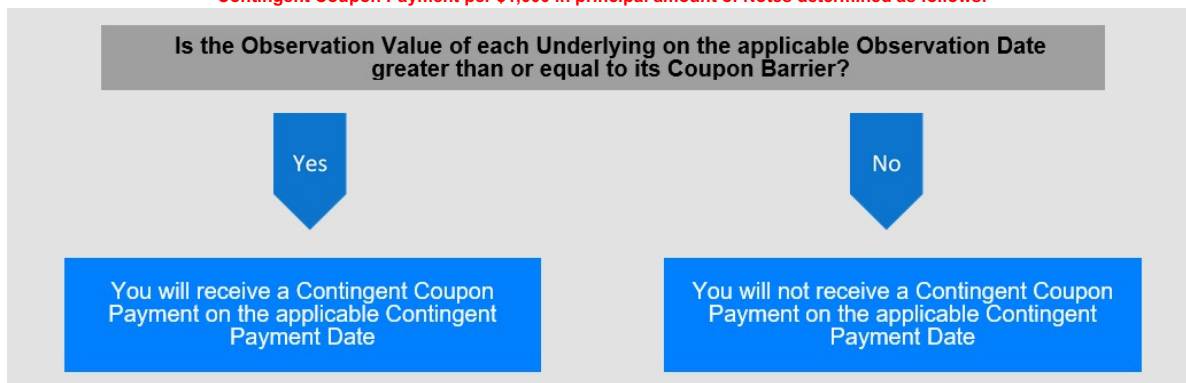 Contingent Coupon Payment per $1,000 in principal amount of Notes determined as follows:
Is the Observation Value of each Underlying on the applicable Observation Date
greater than or equal to its Coupon Barrier?
Yes
No
You will receive a Contingent Coupon
Payment on the applicable Contingent
Payment Date
You will not receive a Contingent Coupon
Payment on the applicable Contingent
Payment Date